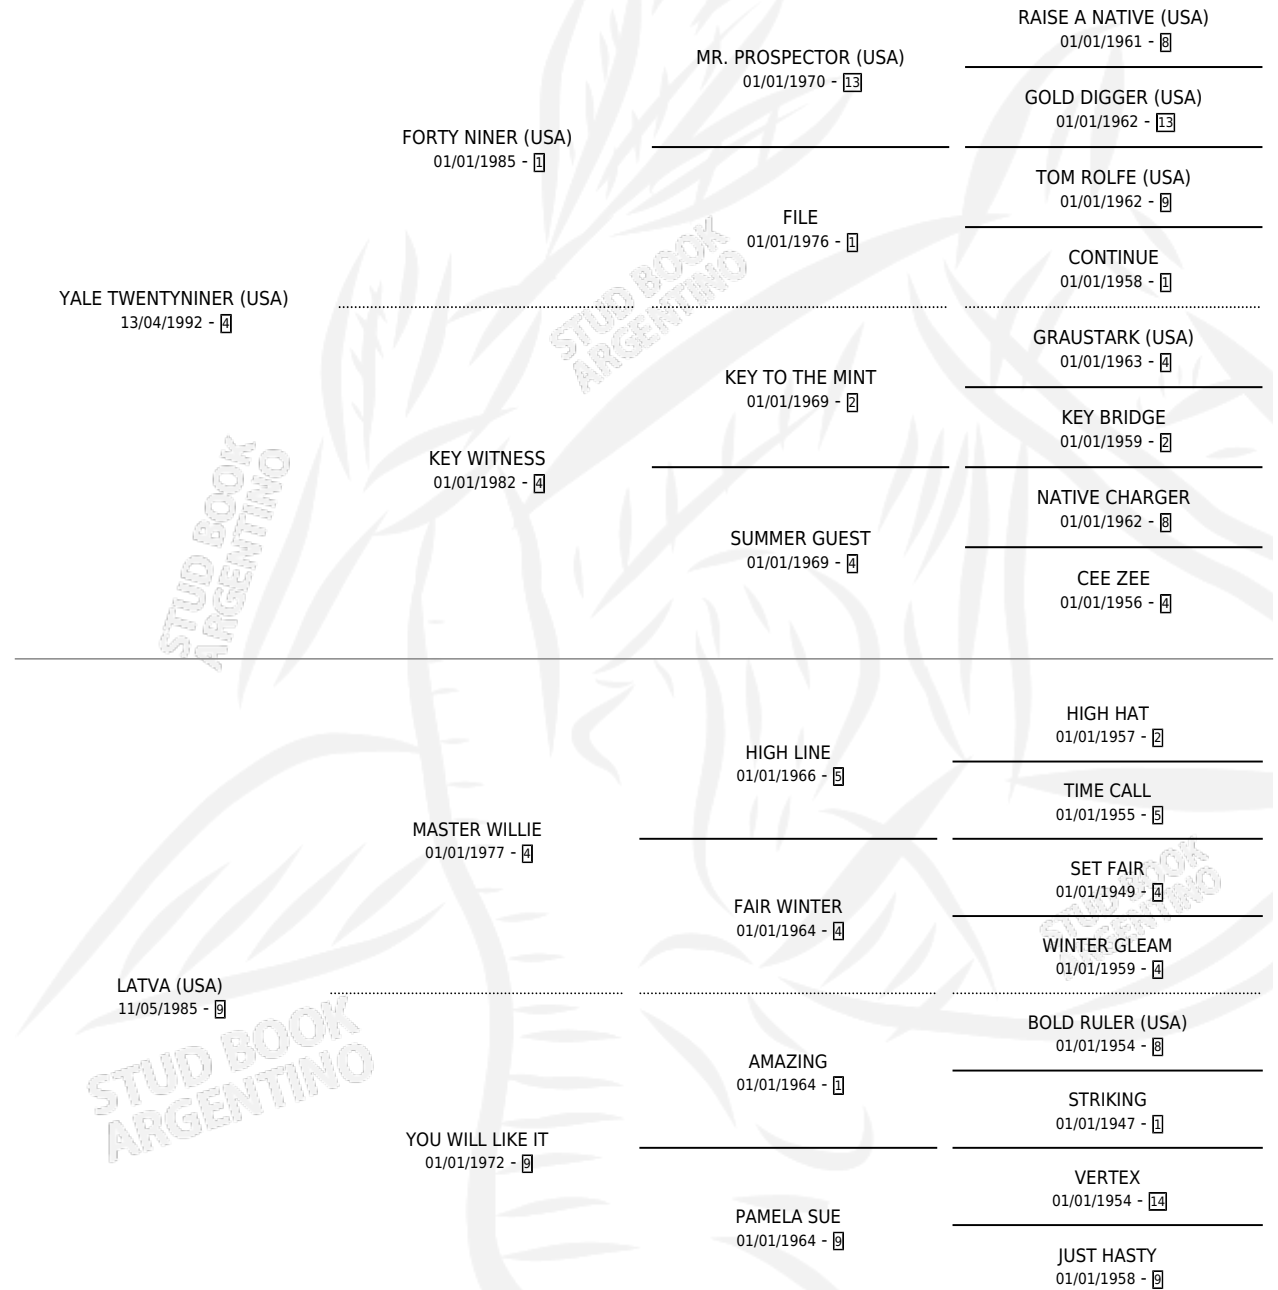 RAISE A NATIVE (USA)
01/01/1961 - 8
MR. PROSPECTOR (USA)
01/01/1970 - 13
GOLD DIGGER (USA)
01/01/1962 - 13
FORTY NINER (USA)
01/01/1985 - 1
TOM ROLFE (USA)
01/01/1962 - 9
FILE
01/01/1976 - 1
CONTINUE
01/01/1958 - 1
YALE TWENTYNINER (USA)
13/04/1992 - 4
GRAUSTARK (USA)
01/01/1963 - 4
KEY TO THE MINT
01/01/1969 - 2
KEY BRIDGE
01/01/1959 - 2
KEY WITNESS
01/01/1982 - 4
NATIVE CHARGER
01/01/1962 - 8
SUMMER GUEST
01/01/1969 - 4
CEE ZEE
01/01/1956 - 4
HIGH HAT
01/01/1957 - 2
HIGH LINE
01/01/1966 - 5
TIME CALL
01/01/1955 - 5
MASTER WILLIE
01/01/1977 - 4
SET FAIR
01/01/1949 - 4
FAIR WINTER
01/01/1964 - 4
WINTER GLEAM
01/01/1959 - 4
LATVA (USA)
11/05/1985 - 9
BOLD RULER (USA)
01/01/1954 - 8
AMAZING
01/01/1964 - 1
STRIKING
01/01/1947 - 1
YOU WILL LIKE IT
01/01/1972 - 9
VERTEX
01/01/1954 - 14
PAMELA SUE
01/01/1964 - 9
JUST HASTY
01/01/1958 - 9
STUD BOOK
ARGENTINO
STUD BOOK
ARGENTINO
STUD BOOK
ARGENTINO
STUD BOOK
ARGENTINO